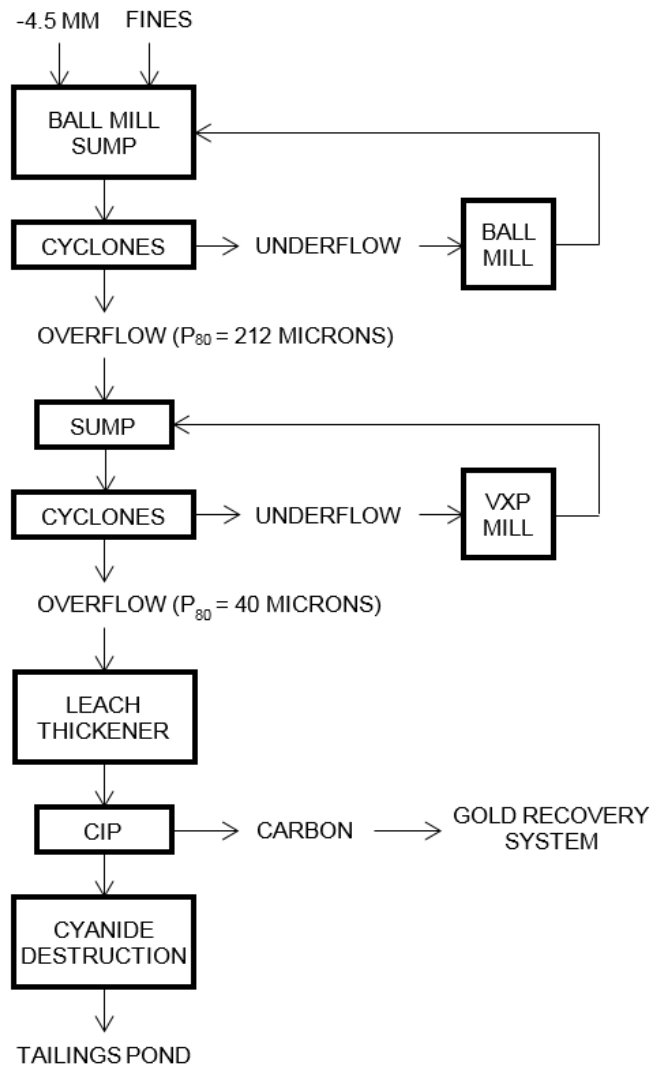 -4.5 MM FINES
BALL MILL
SUMP
CYCLONES UNDERFLOW BALL
MILL
OVERFLOW (P₈₀ = 212 MICRONS)
SUMP
CYCLONES UNDERFLOW VXP
MILL
OVERFLOW (P₈₀ = 40 MICRONS)
LEACH
THICKENER
CIP CARBON GOLD RECOVERY
SYSTEM
CYANIDE
DESTRUCTION
TAILINGS POND